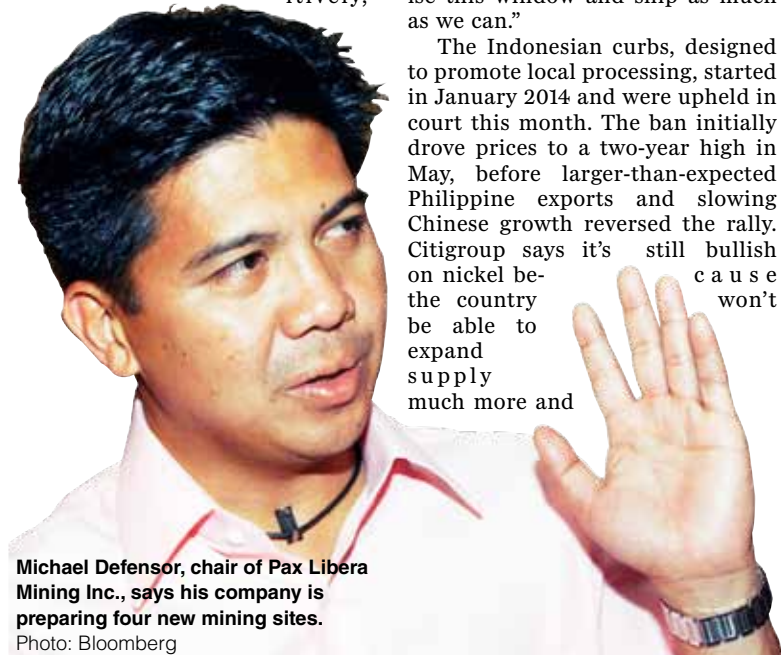 ise this window and ship as much
as we can.”
The Indonesian curbs, designed
to promote local processing, started
in January 2014 and were upheld in
court this month. The ban initially
drove prices to a two-year high in
May, before larger-than-expected
Philippine exports and slowing
Chinese growth reversed the rally.
Citigroup says it’s still bullish
on nickel be- cause
the country won’t
be able to
expand
supply
much more and
Michael Defensor, chair of Pax Libera
Mining Inc., says his company is
preparing four new mining sites.
Photo: Bloomberg